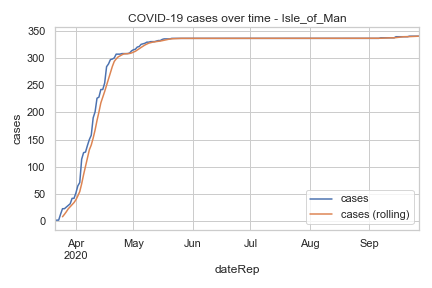 COVID-19 cases over time - Isle_of_Man
350
300
250
200
150
100
50
0
cases
Apr
2020
May
Jun
Jul
Aug
Sep
dateRep
cases
cases (rolling)